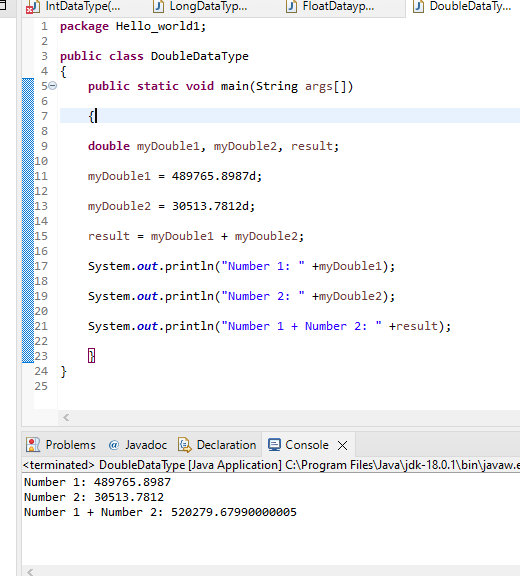 IntDataType(... LongDataTyp... FloatDatayp... DoubleDataTy...
1 package Hello_world1;
2
3 public class DoubleDataType
4 {
5 public static void main(String args[])
6
7 {
8
9 double myDouble1, myDouble2, result;
10
11 myDouble1 = 489765.8987d;
12
13 myDouble2 = 30513.7812d;
14
15 result = myDouble1 + myDouble2;
16
17 System.out.println("Number 1: " +myDouble1);
18
19 System.out.println("Number 2: " +myDouble2);
20
21 System.out.println("Number 1 + Number 2: " +result);
22
23 }
24 }
25
Problems @ Javadoc Declaration Console
<terminated> DoubleDataType [Java Application] C:\Program Files\Java\jdk-18.0.1\bin\javaw.e
Number 1: 489765.8987
Number 2: 30513.7812
Number 1 + Number 2: 520279.67990000005